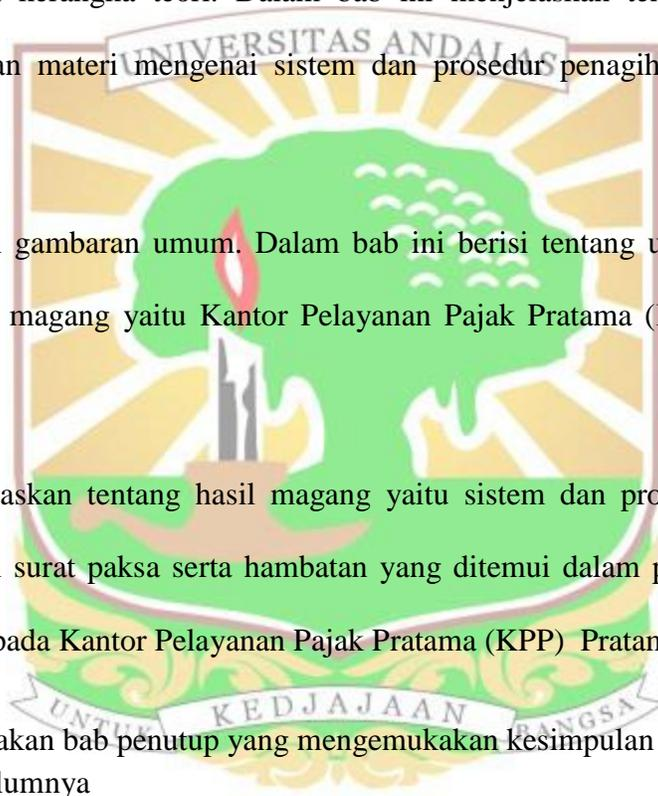 kerangka teori. Dalam bab ini menjelaskan
UNIVERSITAS ANDALAS
an materi mengenai sistem dan prosedur penagih
gambaran umum. Dalam bab ini berisi tentang u
magang yaitu Kantor Pelayanan Pajak Pratama (
askan tentang hasil magang yaitu sistem dan pro
surat paksa serta hambatan yang ditemui dalam p
pada Kantor Pelayanan Pajak Pratama (KPP) Pratam
UNTUK KEDJAJAAN BANGSA
akan bab penutup yang mengemukakan kesimpulan
lumnya